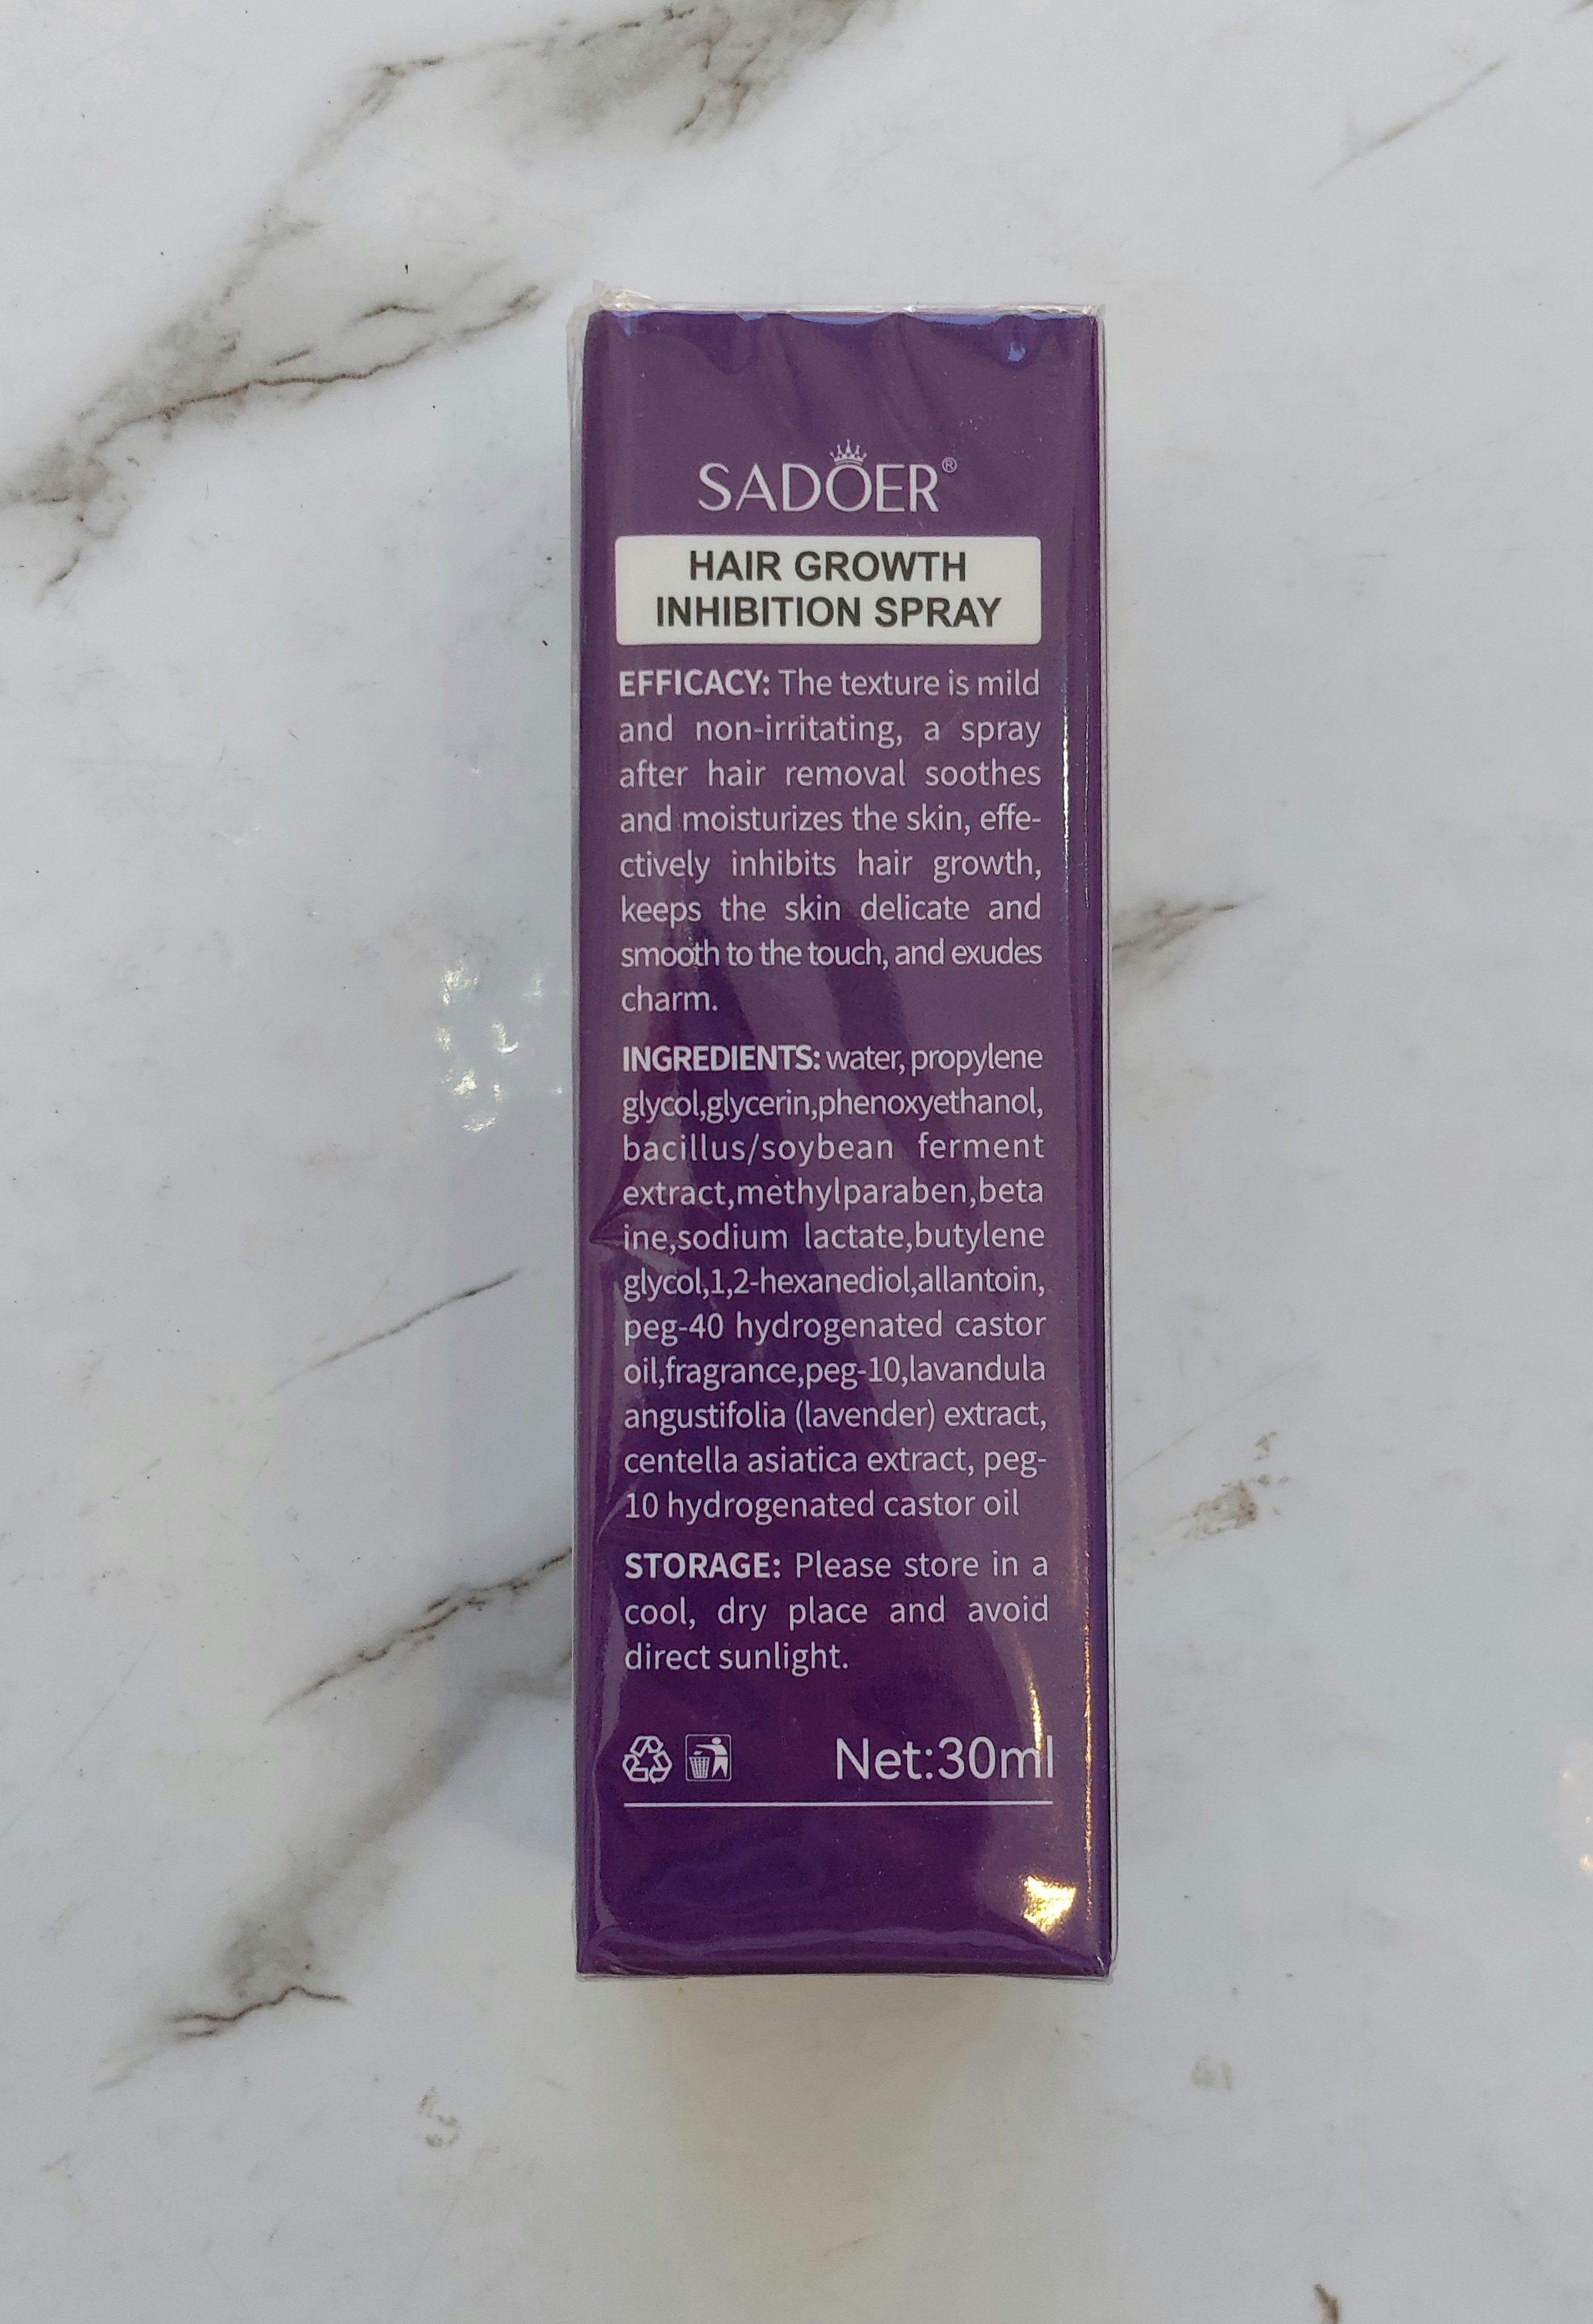 SADOER®
HAIR GROWTH
INHIBITION SPRAY
EFFICACY: The texture is mild
and non-irritating, a spray
after hair removal soothes
and moisturizes the skin, effe-
ctively inhibits hair growth,
keeps the skin delicate and
smooth to the touch, and exudes
charm.
INGREDIENTS: water, propylene
glycol,glycerin,phenoxyethanol,
bacillus/soybean ferment
extract,methylparaben,beta
ine,sodium lactate,butylene
glycol,1,2-hexanediol,allantoin,
peg-40 hydrogenated castor
oil,fragrance,peg-10,lavandula
angustifolia (lavender) extract,
centella asiatica extract, peg-
10 hydrogenated castor oil
STORAGE: Please store in a
cool, dry place and avoid
direct sunlight.
Net:30ml